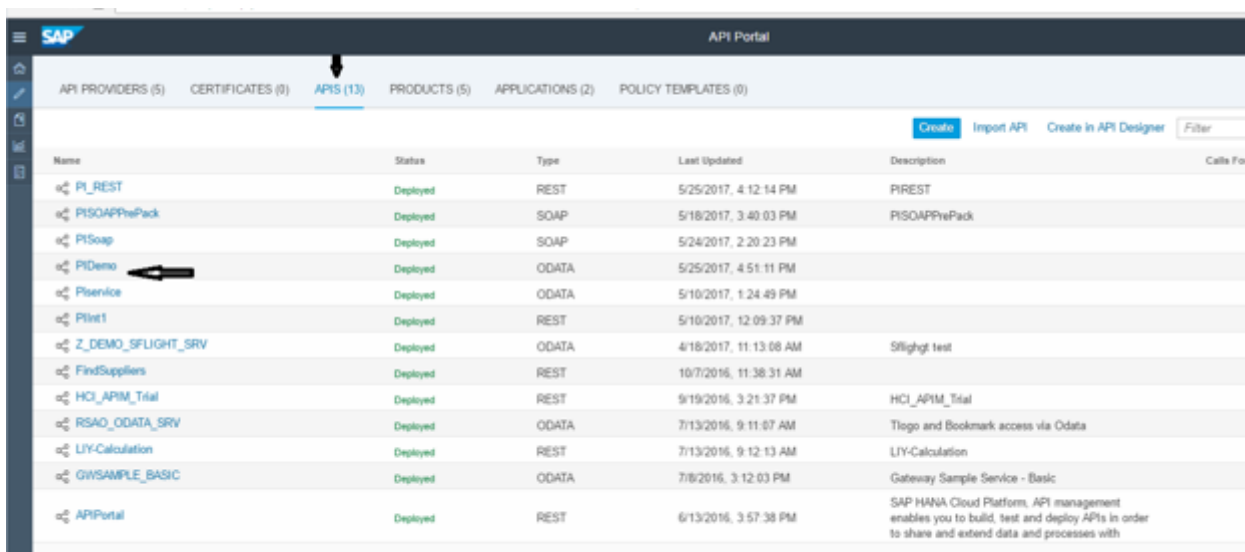 SAP
API Portal
API PROVIDERS (5) CERTIFICATES (0) APIS (13) PRODUCTS (5) APPLICATIONS (2) POLICY TEMPLATES (0)
Create Import API Create in API Designer Filter
Name Status Type Last Updated Description Calls Fo
PI_REST Deployed REST 5/25/2017, 4:12:14 PM PIREST
PISOAPPrePack Deployed SOAP 5/18/2017, 3:40:03 PM PISOAPPrePack
PISoap Deployed SOAP 5/24/2017, 2:20:23 PM
PIDemo Deployed ODATA 5/25/2017, 4:51:11 PM
PIservice Deployed ODATA 5/10/2017, 1:24:49 PM
PIInt1 Deployed REST 5/10/2017, 12:09:37 PM
Z_DEMO_SFLIGHT_SRV Deployed ODATA 4/18/2017, 11:13:08 AM Sflighgt test
FindSuppliers Deployed REST 10/7/2016, 11:38:31 AM
HCI_APIM_Trial Deployed REST 9/19/2016, 3:21:37 PM HCI_APIM_Trial
RSAO_ODATA_SRV Deployed ODATA 7/13/2016, 9:11:07 AM Tlogo and Bookmark access via Odata
LIY-Calculation Deployed REST 7/13/2016, 9:12:13 AM LIY-Calculation
GWSAMPLE_BASIC Deployed ODATA 7/8/2016, 3:12:03 PM Gateway Sample Service - Basic
APIPortal Deployed REST 6/13/2016, 3:57:38 PM SAP HANA Cloud Platform, API management
enables you to build, test and deploy APIs in order
to share and extend data and processes with